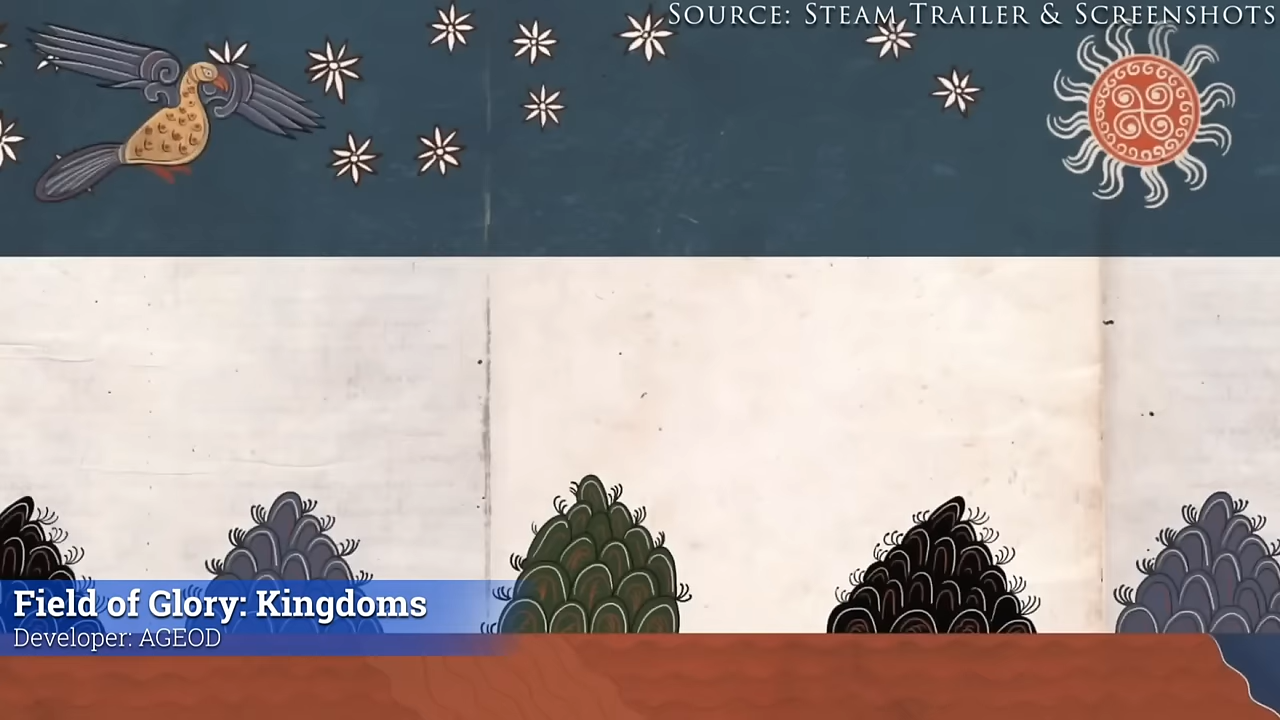 Source: Steam Trailer & Screenshots
Field of Glory: Kingdoms
Developer: AGEOD